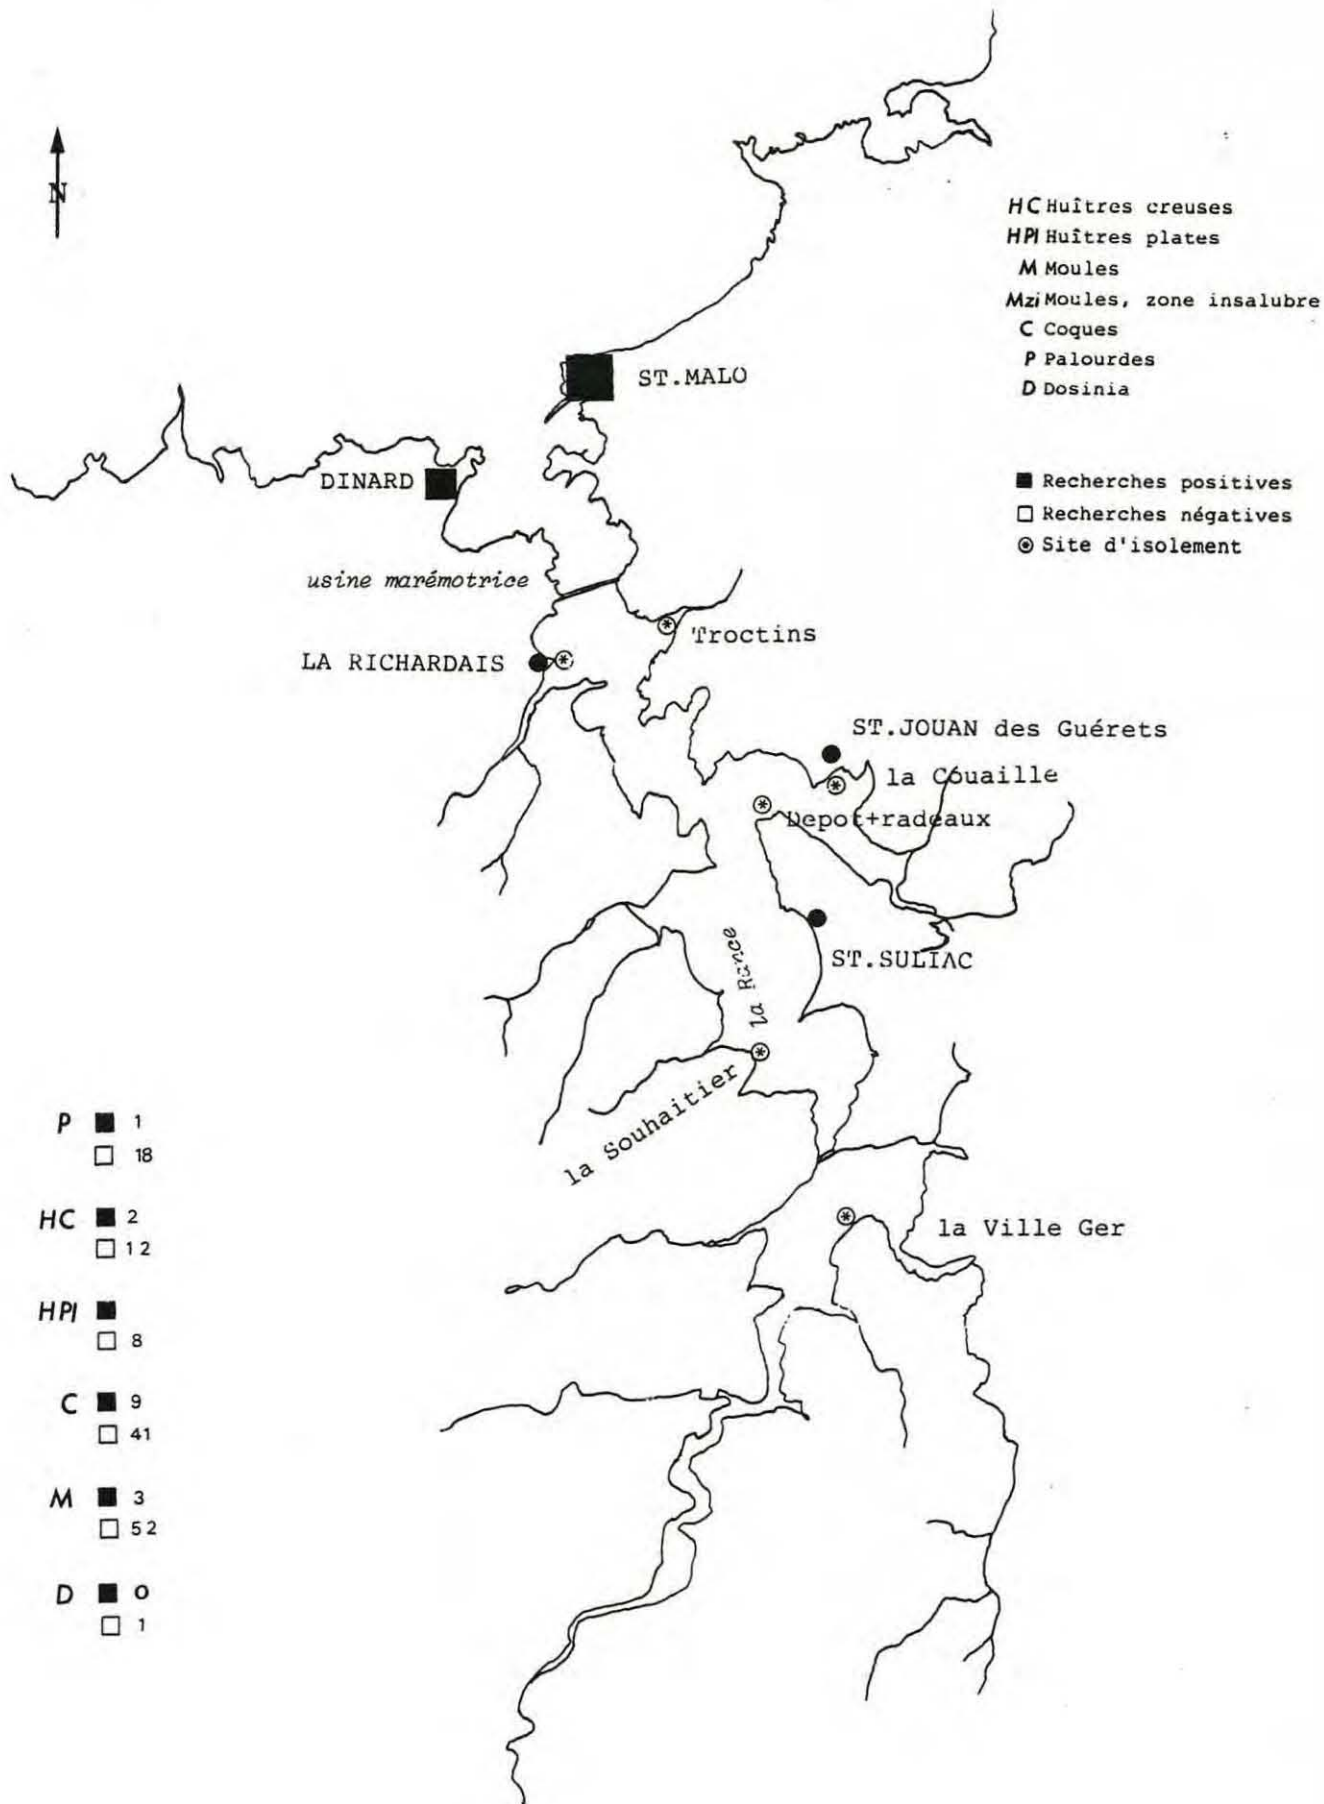 N
HC Huîtres creuses
HPl Huîtres plates
M Moules
Mzi Moules, zone insalubre
C Coques
P Palourdes
D Dosinia
ST.MALO
DINARD
■ Recherches positives
□ Recherches négatives
⊛ Site d'isolement
usine marémotrice
Troctins
LA RICHARDAIS
ST.JOUAN des Guérets
la Couaille
Depot+radeaux
la Rance
ST.SULIAC
la Souhaitier
la Ville Ger
P ■ 1
□ 18
HC ■ 2
□ 12
HPl ■
□ 8
C ■ 9
□ 41
M ■ 3
□ 52
D ■ 0
□ 1